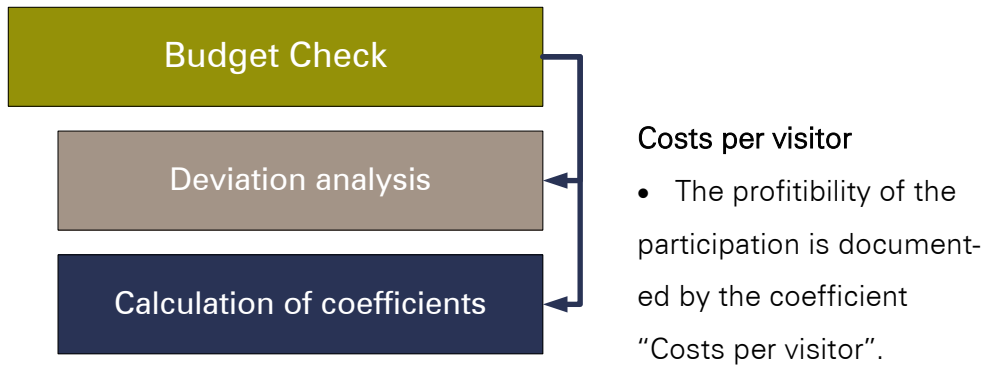 Budget Check
Deviation analysis
Calculation of coefficients
Costs per visitor
• The profitibility of the
participation is document-
ed by the coefficient
“Costs per visitor”.